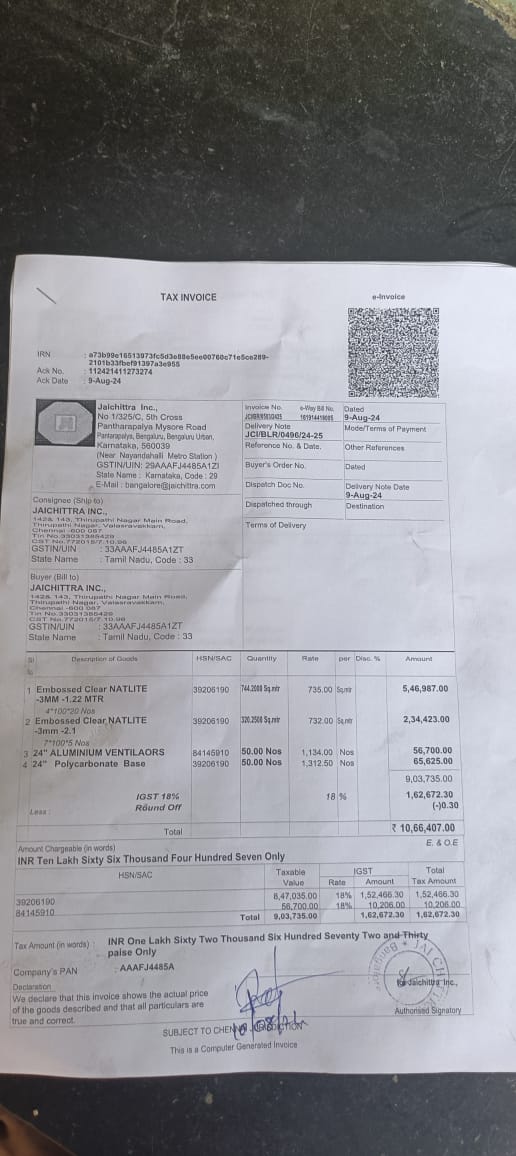 TAX INVOICE
e-Invoice
IRN : a73b99e16513973fc5d3e88e5ee00760c71e5ce289-
2101b33fbef91397a3e955
Ack No. : 112421411273274
Ack Date : 9-Aug-24
Jaichittra Inc.,
No 1/325/C, 5th Cross
Pantharapalya Mysore Road
Pantarapalya, Bengaluru, Bengaluru Urban,
Karnataka, 560039
(Near Nayandahalli Metro Station )
GSTIN/UIN: 29AAAFJ4485A1ZI
State Name : Karnataka, Code : 29
E-Mail : bangalore@jaichittra.com
Invoice No. e-Way Bill No. Dated
9-Aug-24
Delivery Note Mode/Terms of Payment
JCI/BLR/0496/24-25
Reference No. & Date. Other References
Buyer's Order No. Dated
Dispatch Doc No. Delivery Note Date
9-Aug-24
Dispatched through Destination
Terms of Delivery
Consignee (Ship to)
JAICHITTRA INC.,
142& 143, Thirupathi Nagar Main Road,
Thirupathi Nagar, Valasravakkam,
Chennai -600 087
Tin No.33031385429
CST No.772015/7.10.96
GSTIN/UIN : 33AAAFJ4485A1ZT
State Name : Tamil Nadu, Code : 33
Buyer (Bill to)
JAICHITTRA INC.,
142& 143, Thirupathi Nagar Main Road,
Thirupathi Nagar, Valasravakkam,
Chennai -600 087
Tin No.33031385429
CST No.772015/7.10.96
GSTIN/UIN : 33AAAFJ4485A1ZT
State Name : Tamil Nadu, Code : 33
Sl Description of Goods HSN/SAC Quantity Rate per Disc. % Amount
1 Embossed Clear NATLITE 39206190 744.2000 Sq.mtr 735.00 Sq.mtr 5,46,987.00
-3MM -1.22 MTR
4*100*20 Nos
2 Embossed Clear NATLITE 39206190 320.2500 Sq.mtr 732.00 Sq.mtr 2,34,423.00
-3mm -2.1
7*100*5 Nos
3 24" ALUMINIUM VENTILAORS 84145910 50.00 Nos 1,134.00 Nos 56,700.00
4 24" Polycarbonate Base 39206190 50.00 Nos 1,312.50 Nos 65,625.00
9,03,735.00
IGST 18% 18 % 1,62,672.30
Less : Round Off (-)0.30
Total ₹ 10,66,407.00
Amount Chargeable (in words) E. & O.E
INR Ten Lakh Sixty Six Thousand Four Hundred Seven Only
HSN/SAC Taxable IGST Total
Value Rate Amount Tax Amount
39206190 8,47,035.00 18% 1,52,466.30 1,52,466.30
84145910 56,700.00 18% 10,206.00 10,206.00
Total 9,03,735.00 1,62,672.30 1,62,672.30
Tax Amount (in words) : INR One Lakh Sixty Two Thousand Six Hundred Seventy Two and Thirty
paise Only
Company's PAN : AAAFJ4485A
Declaration
We declare that this invoice shows the actual price
of the goods described and that all particulars are
true and correct.
for Jaichittra Inc.,
Authorised Signatory
SUBJECT TO CHENNAI JURISDICTION
This is a Computer Generated Invoice